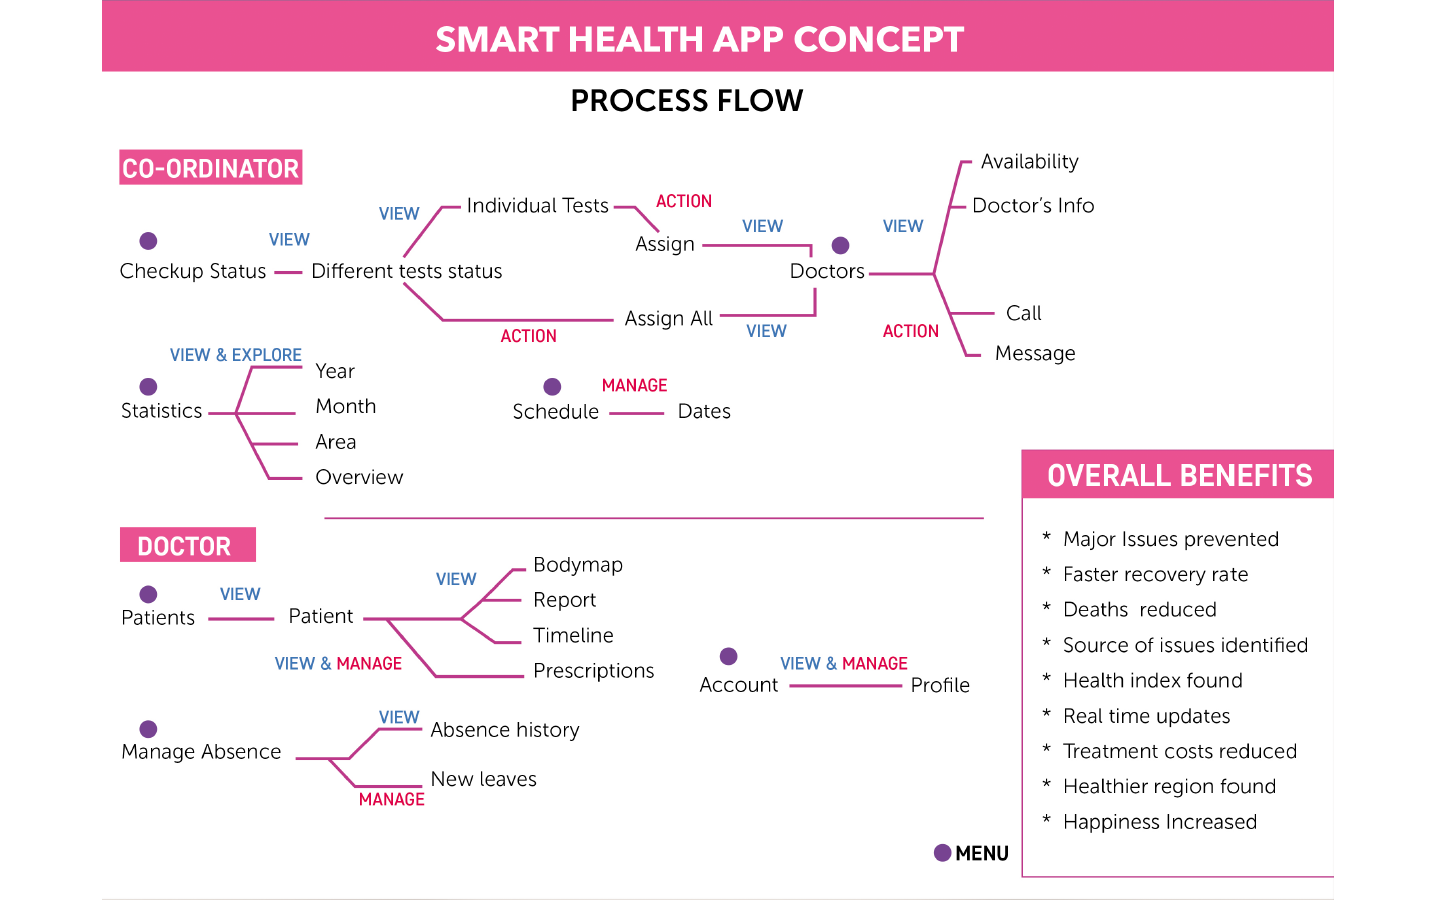 SMART HEALTH APP CONCEPT
PROCESS FLOW
CO-ORDINATOR
Checkup Status
VIEW
Different tests status
VIEW
Individual Tests
ACTION
Assign
VIEW
ACTION
Assign All
VIEW
Doctors
VIEW
Availability
Doctor's Info
ACTION
Call
Message
VIEW & EXPLORE
Statistics
Year
Month
Area
Overview
Schedule
MANAGE
Dates
DOCTOR
Patients
VIEW
Patient
VIEW
Bodymap
Report
Timeline
VIEW & MANAGE
Prescriptions
Account
VIEW & MANAGE
Profile
Manage Absence
VIEW
Absence history
New leaves
MANAGE
OVERALL BENEFITS
* Major Issues prevented
* Faster recovery rate
* Deaths  reduced
* Source of issues identified
* Health index found
* Real time updates
* Treatment costs reduced
* Healthier region found
* Happiness Increased
MENU